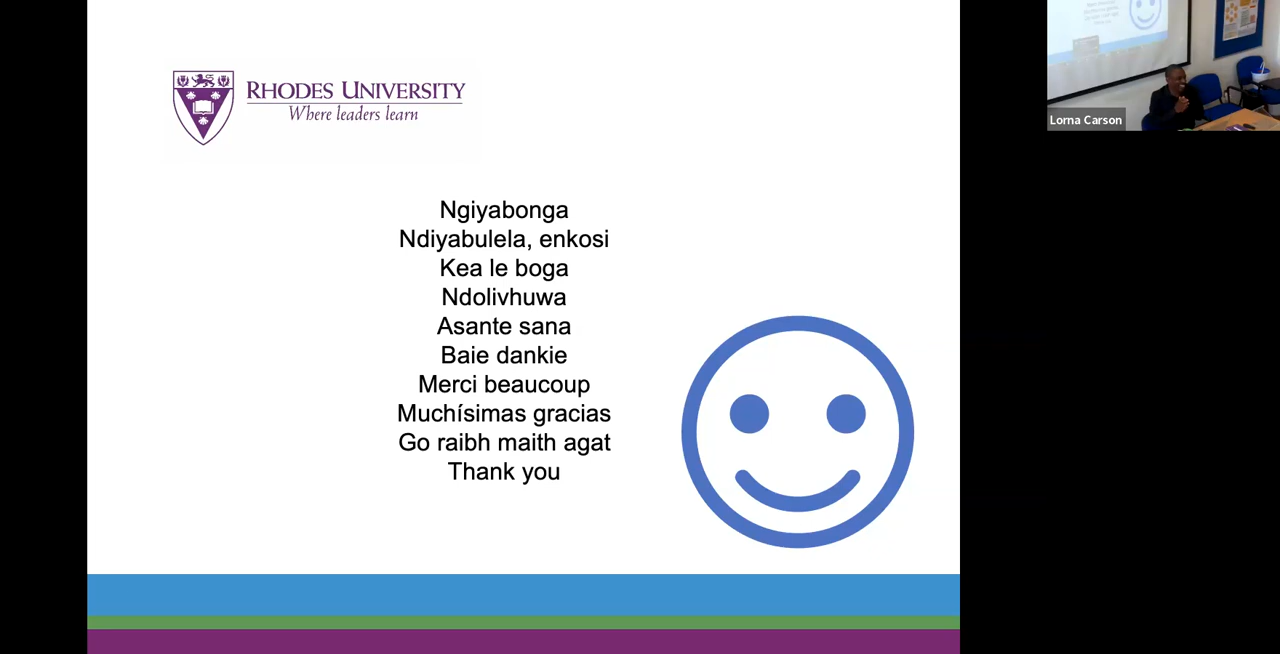 RHODES UNIVERSITY
Where leaders learn
Ngiyabonga
Ndiyabulela, enkosi
Kea le boga
Ndolivhuwa
Asante sana
Baie dankie
Merci beaucoup
Muchísimas gracias
Go raibh maith agat
Thank you
Lorna Carson